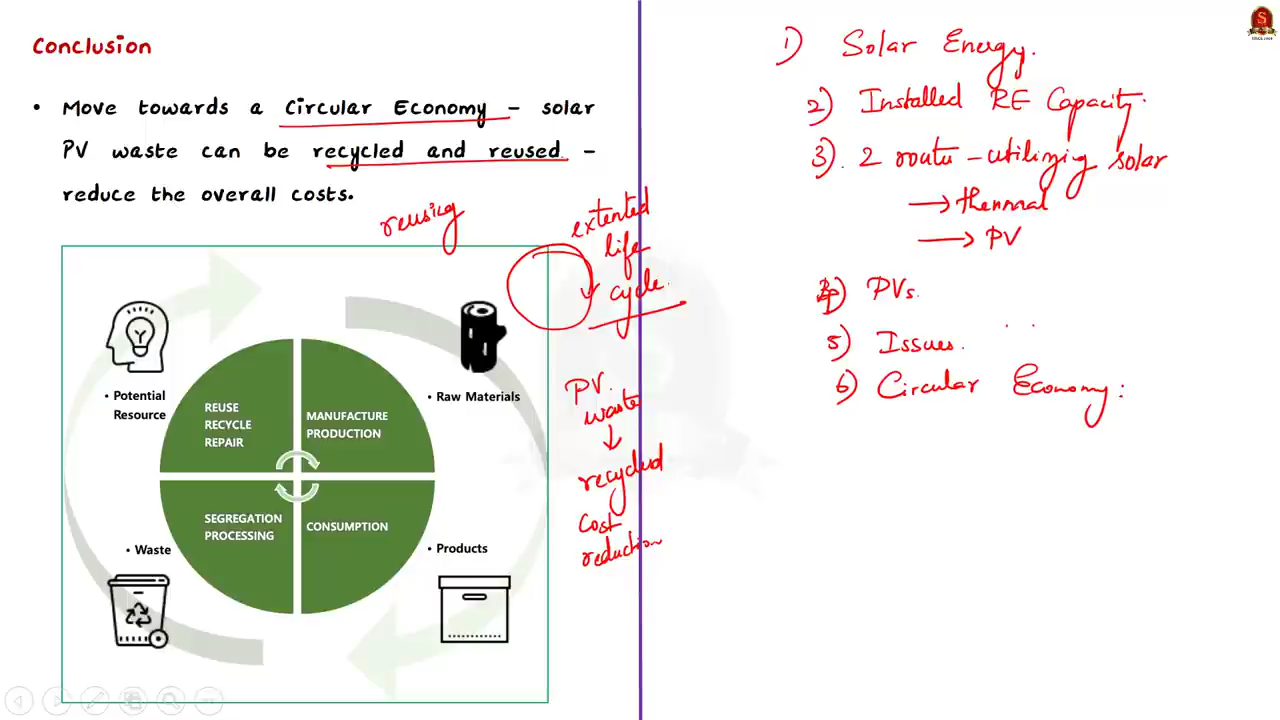 Conclusion
• Move towards a Circular Economy – solar
PV waste can be recycled and reused. –
reduce the overall costs.
reusing
extented
life
cycle.
• Potential
Resource
REUSE
RECYCLE
REPAIR
MANUFACTURE
PRODUCTION
• Raw Materials
SEGREGATION
PROCESSING
CONSUMPTION
• Waste
• Products
PV.
waste
↓
recycled
cost
reduction
1) Solar Energy.
2) Installed RE Capacity.
3). 2 route – utilizing solar
→ thermal
→ PV
4) PVs.
5) Issues.
6) Circular Economy: